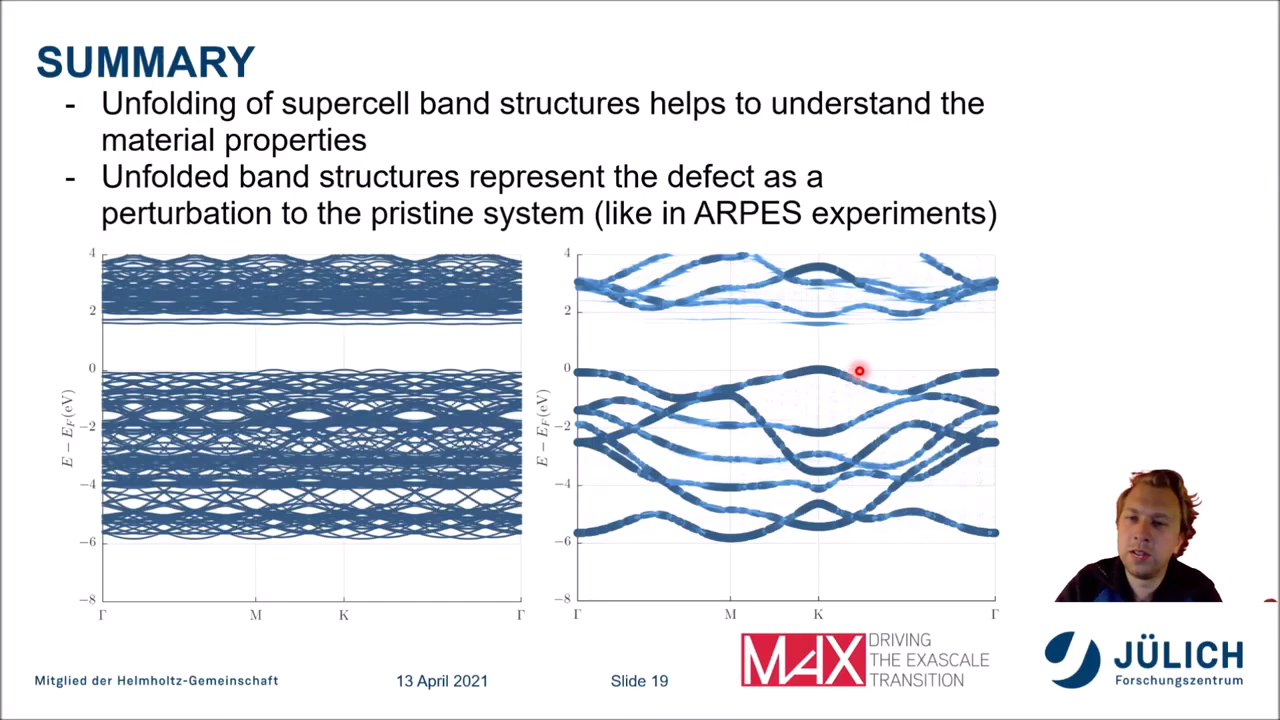 SUMMARY
- Unfolding of supercell band structures helps to understand the
material properties
- Unfolded band structures represent the defect as a
perturbation to the pristine system (like in ARPES experiments)
4
2
0
−2
−4
−6
−8
E − E_F(eV)
Γ M K Γ
4
2
0
−2
−4
−6
−8
E − E_F(eV)
Γ M K Γ
Mitglied der Helmholtz-Gemeinschaft
13 April 2021
Slide 19
MAX
DRIVING
THE EXASCALE
TRANSITION
JÜLICH
Forschungszentrum